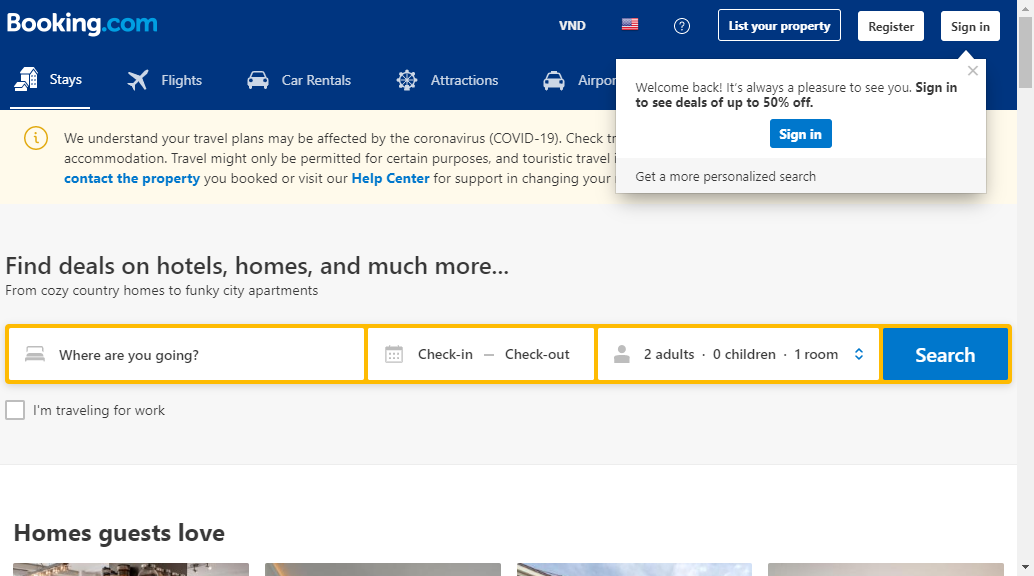 Booking.com
VND
List your property
Register
Sign in
Stays
Flights
Car Rentals
Attractions
Welcome back! It's always a pleasure to see you. Sign in
to see deals of up to 50% off.
Sign in
Get a more personalized search
We understand your travel plans may be affected by the coronavirus (COVID-19). Check
accommodation. Travel might only be permitted for certain purposes, and touristic travel
contact the property you booked or visit our Help Center for support in changing your
Find deals on hotels, homes, and much more...
From cozy country homes to funky city apartments
Where are you going?
Check-in — Check-out
2 adults · 0 children · 1 room
Search
I'm traveling for work
Homes guests love